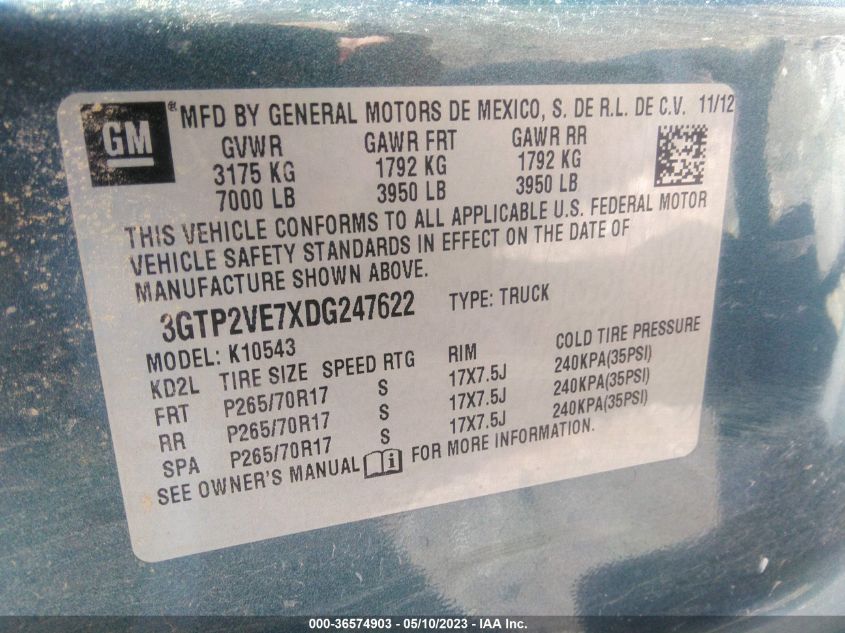 GM ® MFD BY GENERAL MOTORS DE MEXICO, S. DE R.L. DE C.V. 11/12
GVWR GAWR FRT GAWR RR
3175 KG 1792 KG 1792 KG
7000 LB 3950 LB 3950 LB
THIS VEHICLE CONFORMS TO ALL APPLICABLE U.S. FEDERAL MOTOR
VEHICLE SAFETY STANDARDS IN EFFECT ON THE DATE OF
MANUFACTURE SHOWN ABOVE.
3GTP2VE7XDG247622 TYPE: TRUCK
MODEL: K10543
KD2L TIRE SIZE SPEED RTG RIM COLD TIRE PRESSURE
FRT P265/70R17 S 17X7.5J 240KPA(35PSI)
RR P265/70R17 S 17X7.5J 240KPA(35PSI)
SPA P265/70R17 S 17X7.5J 240KPA(35PSI)
SEE OWNER'S MANUAL i FOR MORE INFORMATION.
000-36574903 - 05/10/2023 - IAA Inc.